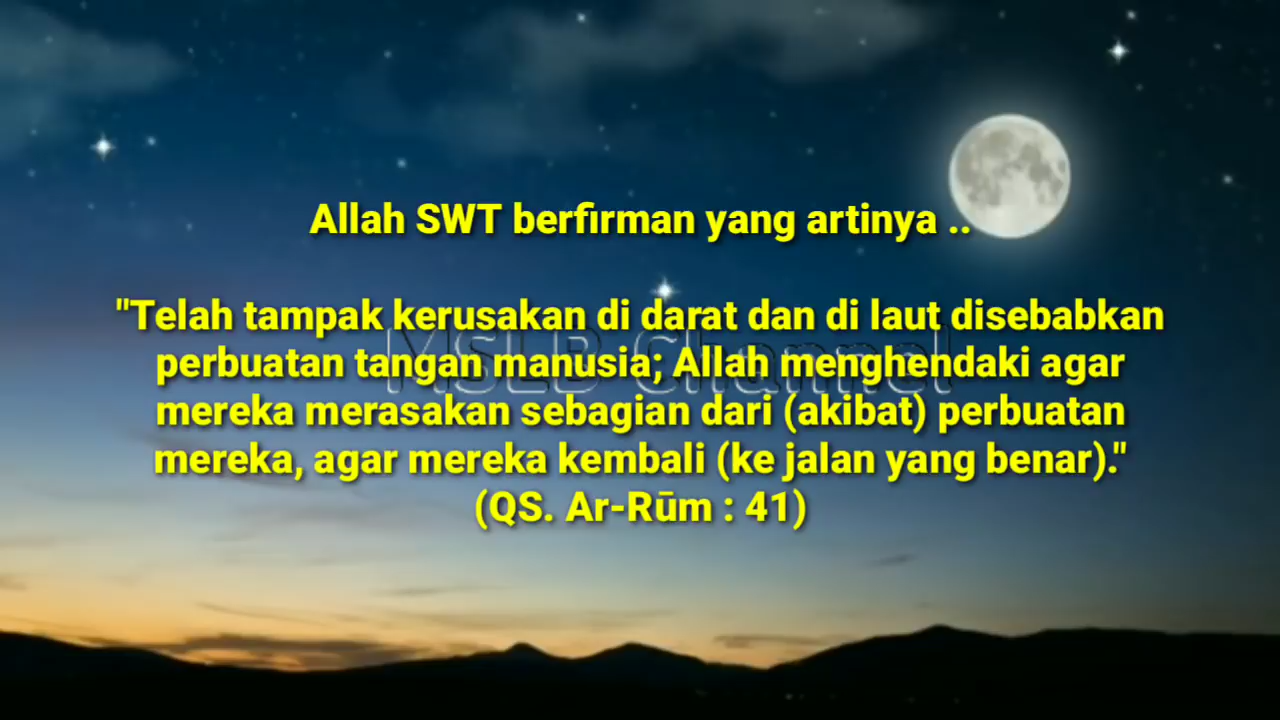 Allah SWT berfirman yang artinya ..
"Telah tampak kerusakan di darat dan di laut disebabkan
perbuatan tangan manusia; Allah menghendaki agar
mereka merasakan sebagian dari (akibat) perbuatan
mereka, agar mereka kembali (ke jalan yang benar)."
(QS. Ar-Rūm : 41)
MSLB Channel